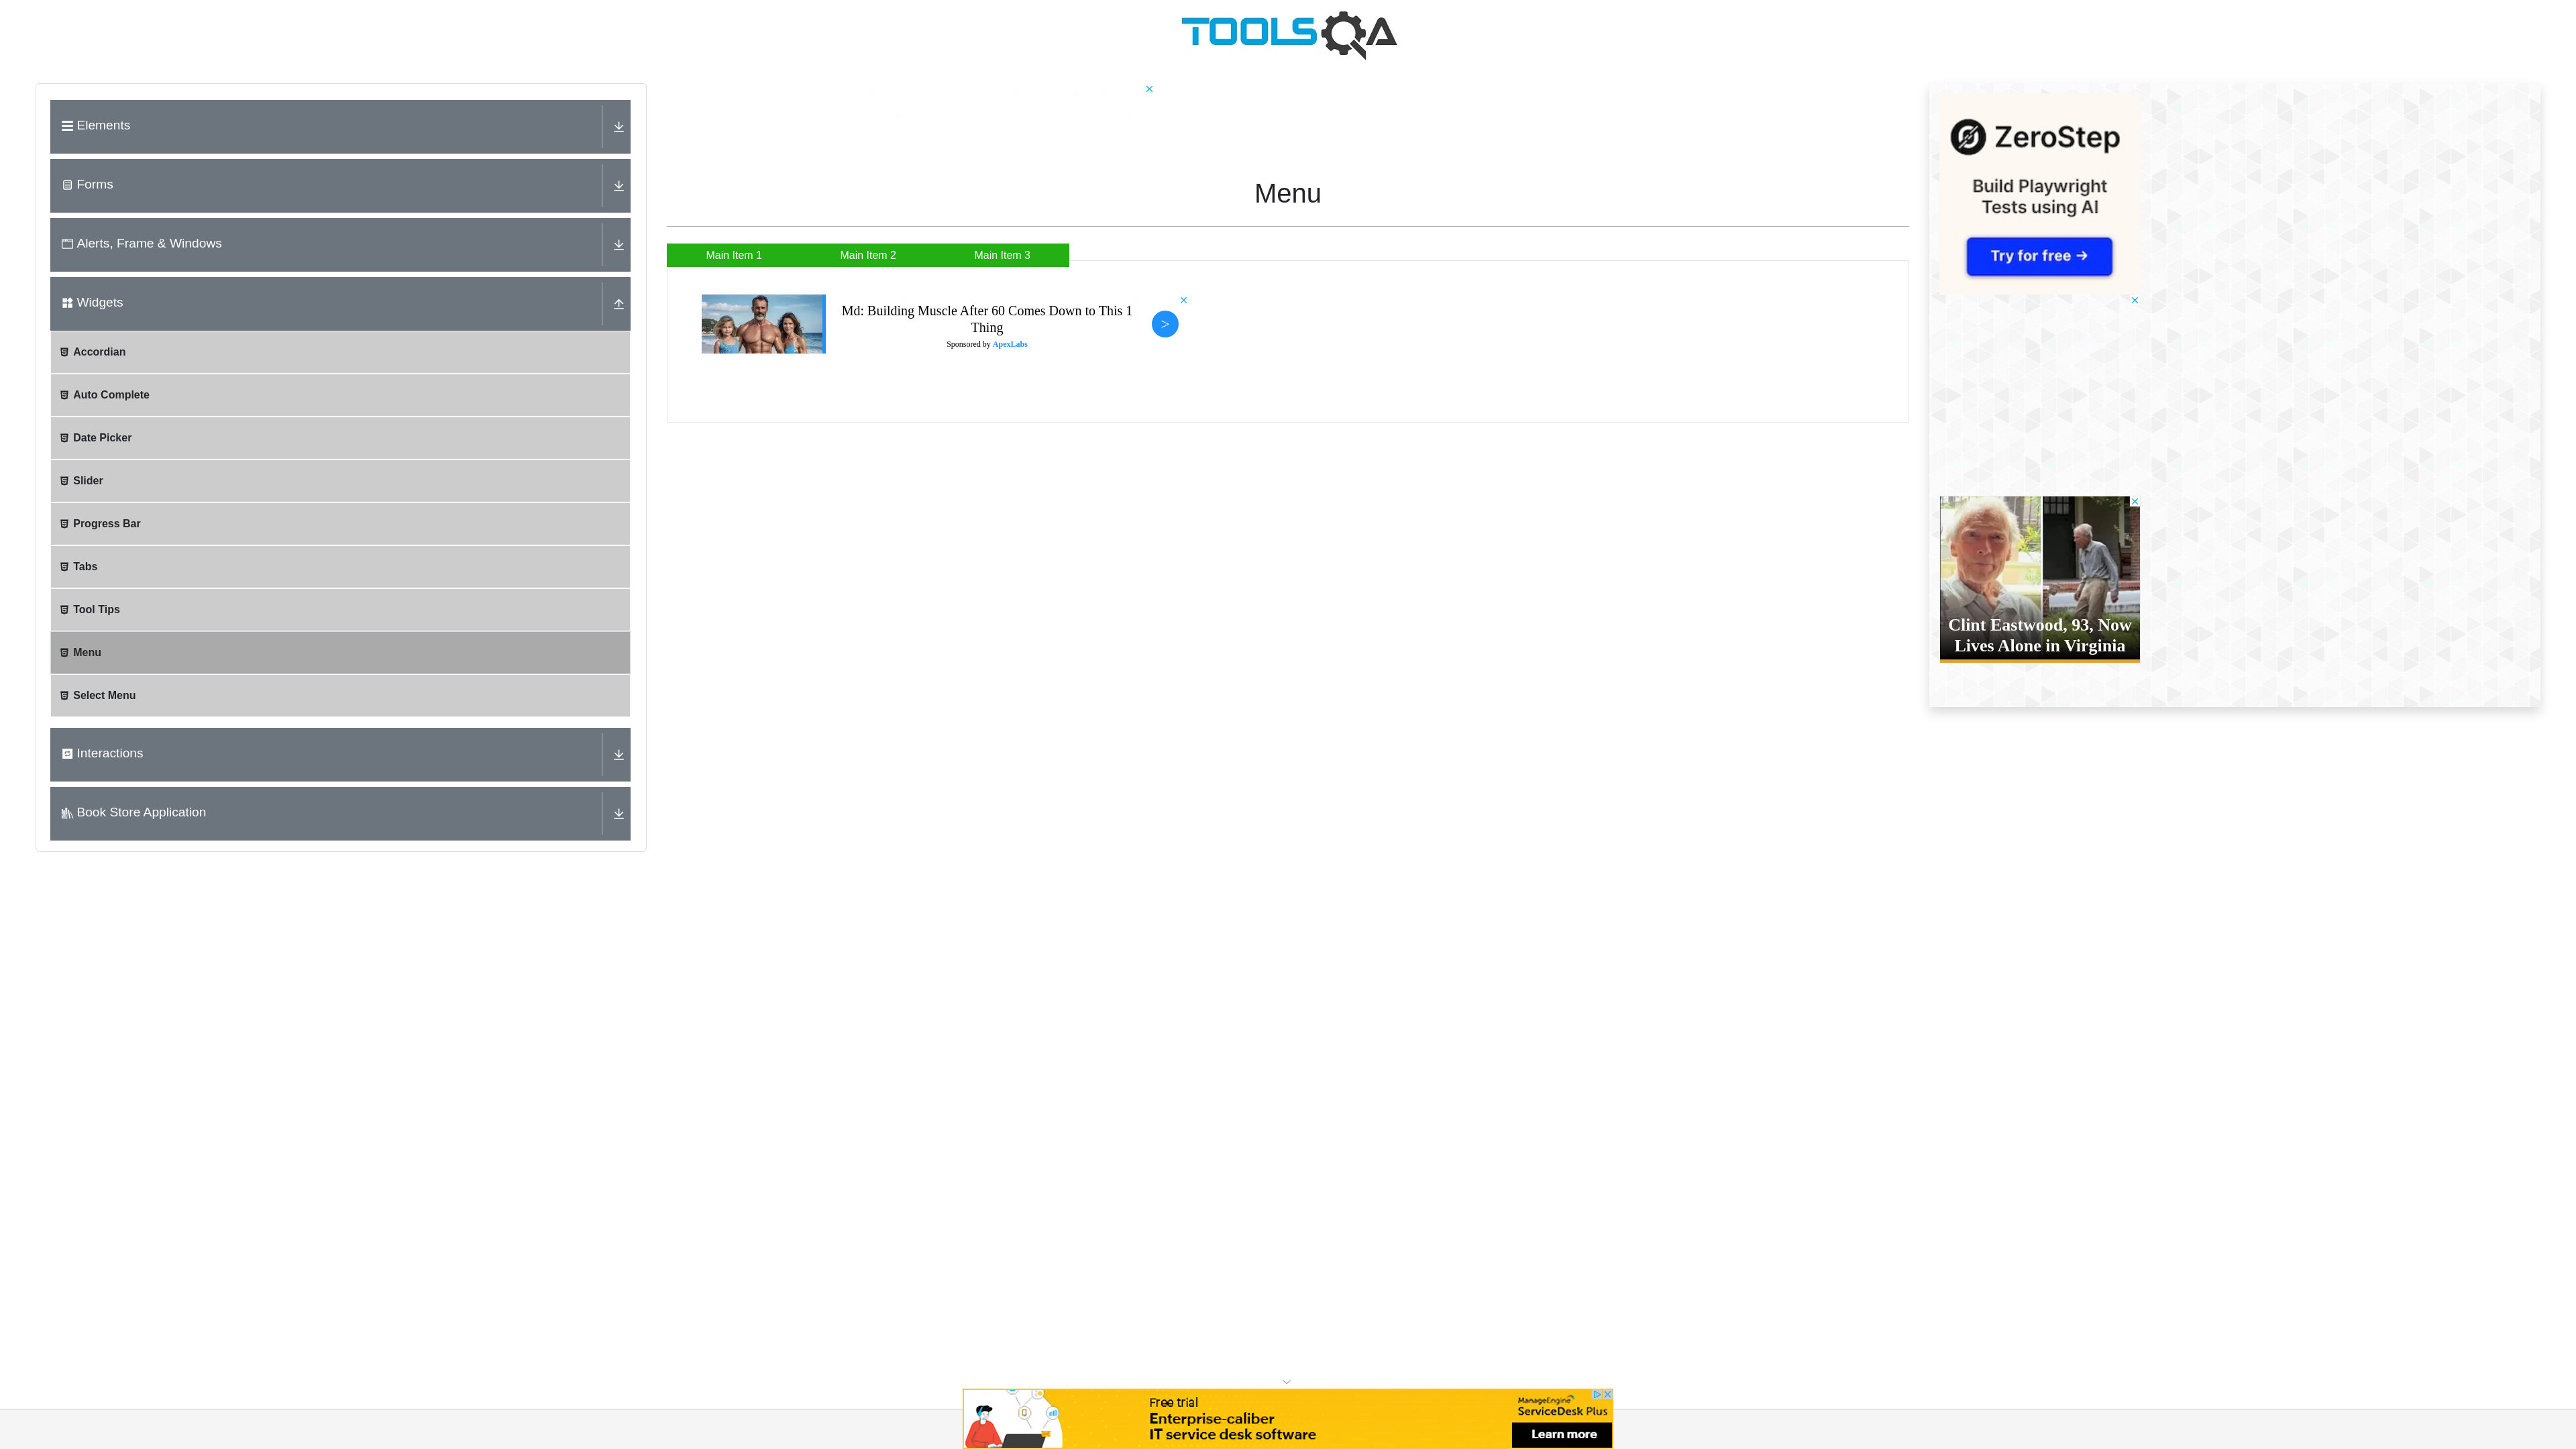 TOOLSQA
Elements
Forms
Alerts, Frame & Windows
Widgets
Accordian
Auto Complete
Date Picker
Slider
Progress Bar
Tabs
Tool Tips
Menu
Select Menu
Interactions
Book Store Application
Menu
Main Item 1
Main Item 2
Main Item 3
Md: Building Muscle After 60 Comes Down to This 1
Thing
Sponsored by ApexLabs
>
ZeroStep
Build Playwright
Tests using AI
Try for free →
Clint Eastwood, 93, Now
Lives Alone in Virginia
Free trial
Enterprise-caliber
IT service desk software
ManageEngine
ServiceDesk Plus
Learn more